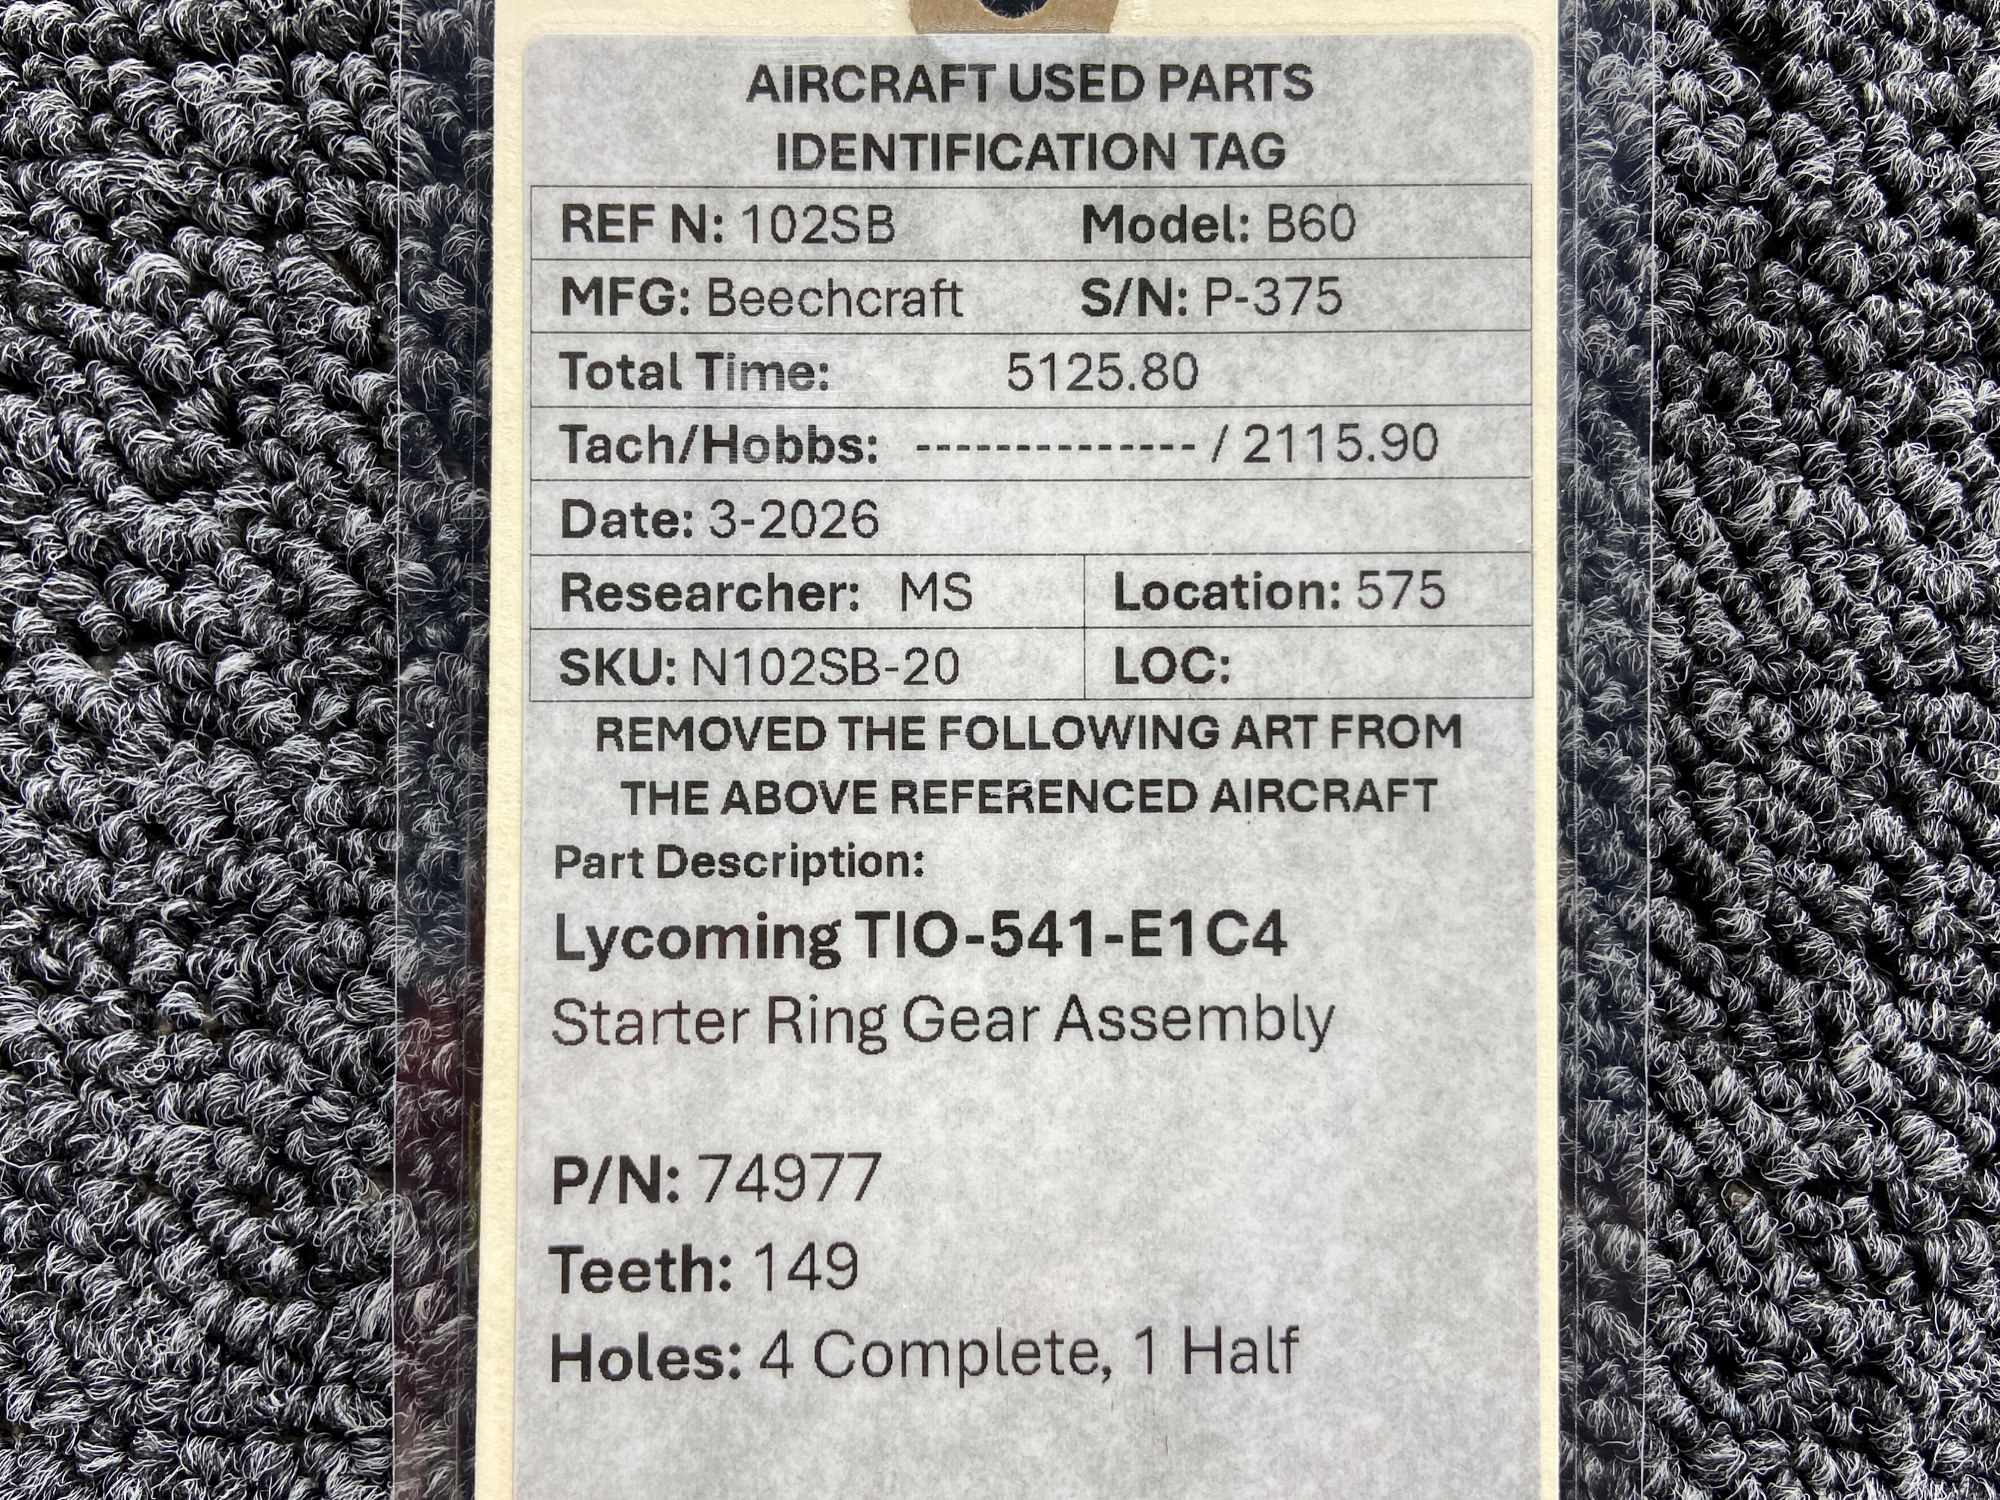 AIRCRAFT USED PARTS
IDENTIFICATION TAG
REF N: 102SB Model: B60
MFG: Beechcraft S/N: P-375
Total Time: 5125.80
Tach/Hobbs: -------------- / 2115.90
Date: 3-2026
Researcher: MS Location: 575
SKU: N102SB-20 LOC:
REMOVED THE FOLLOWING ART FROM
THE ABOVE REFERENCED AIRCRAFT
Part Description:
Lycoming TIO-541-E1C4
Starter Ring Gear Assembly
P/N: 74977
Teeth: 149
Holes: 4 Complete, 1 Half